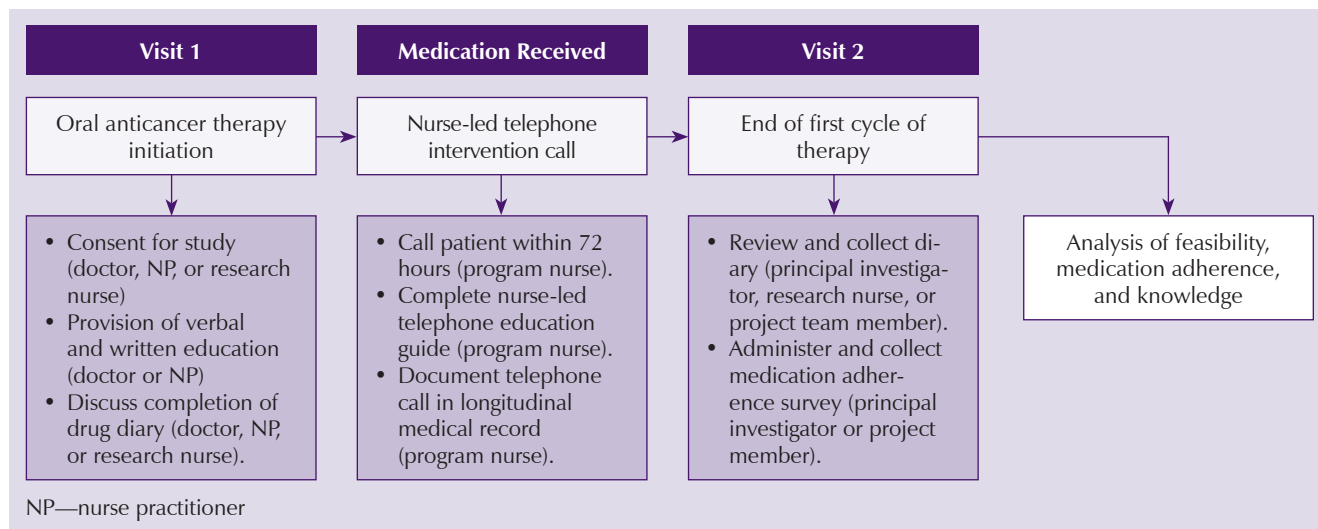 Visit 1
Oral anticancer therapy
initiation
• Consent for study
(doctor, NP, or research
nurse)
• Provision of verbal
and written education
(doctor or NP)
• Discuss completion of
drug diary (doctor, NP,
or research nurse).
Medication Received
Nurse-led telephone
intervention call
• Call patient within 72
hours (program nurse).
• Complete nurse-led
telephone education
guide (program nurse).
• Document telephone
call in longitudinal
medical record
(program nurse).
Visit 2
End of first cycle of
therapy
• Review and collect di-
ary (principal investiga-
tor, research nurse, or
project team member).
• Administer and collect
medication adher-
ence survey (principal
investigator or project
member).
Analysis of feasibility,
medication adherence,
and knowledge
NP—nurse practitioner